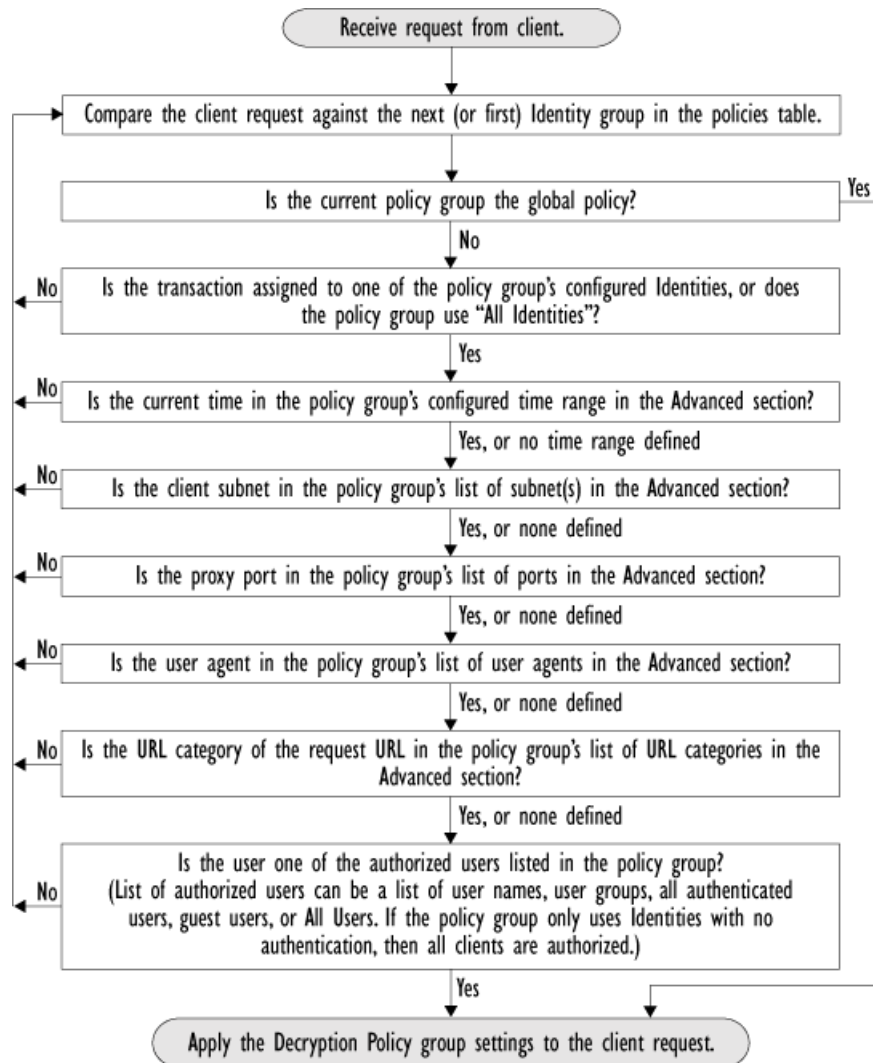 Receive request from client.
Compare the client request against the next (or first) Identity group in the policies table.
Is the current policy group the global policy?
Yes
No
No
Is the transaction assigned to one of the policy group's configured Identities, or does
the policy group use “All Identities”?
Yes
No
Is the current time in the policy group's configured time range in the Advanced section?
Yes, or no time range defined
No
Is the client subnet in the policy group's list of subnet(s) in the Advanced section?
Yes, or none defined
No
Is the proxy port in the policy group's list of ports in the Advanced section?
Yes, or none defined
No
Is the user agent in the policy group's list of user agents in the Advanced section?
Yes, or none defined
No
Is the URL category of the request URL in the policy group's list of URL categories in the
Advanced section?
Yes, or none defined
No
Is the user one of the authorized users listed in the policy group?
(List of authorized users can be a list of user names, user groups, all authenticated
users, guest users, or All Users. If the policy group only uses Identities with no
authentication, then all clients are authorized.)
Yes
Apply the Decryption Policy group settings to the client request.